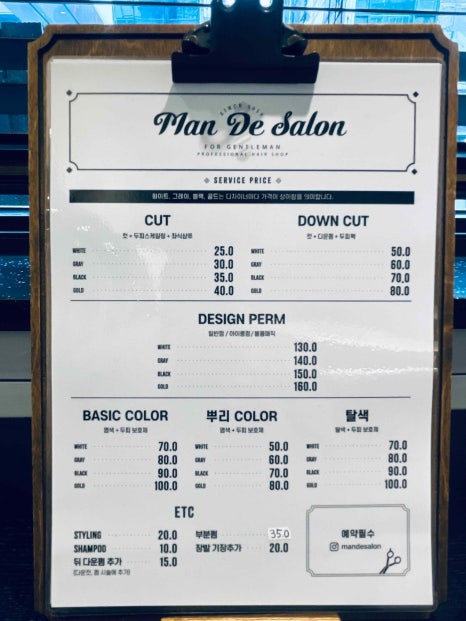 Man De Salon
FOR GENTLEMAN
PROFESSIONAL HAIR SHOP
SERVICE PRICE
화이트, 그레이, 블랙, 골드는 디자이너마다 가격이 상이함을 의미합니다.
CUT
컷 + 두피스케일링 + 좌식샴푸
WHITE 25.0
GRAY 30.0
BLACK 35.0
GOLD 40.0
DOWN CUT
컷 + 다운펌 + 두피팩
WHITE 50.0
GRAY 60.0
BLACK 70.0
GOLD 80.0
DESIGN PERM
일반펌 / 아이롱펌 / 볼륨매직
WHITE 130.0
GRAY 140.0
BLACK 150.0
GOLD 160.0
BASIC COLOR
염색 + 두피 보호제
WHITE 70.0
GRAY 80.0
BLACK 90.0
GOLD 100.0
뿌리 COLOR
염색 + 두피 보호제
WHITE 50.0
GRAY 60.0
BLACK 70.0
GOLD 80.0
탈색
탈색 + 두피 보호제
WHITE 70.0
GRAY 80.0
BLACK 90.0
GOLD 100.0
ETC
STYLING 20.0
SHAMPOO 10.0
뒤 다운펌 추가 15.0
(다운컷, 펌 시술에 추가)
부분펌 35.0
장발 기장추가 20.0
예약필수
mandesalon